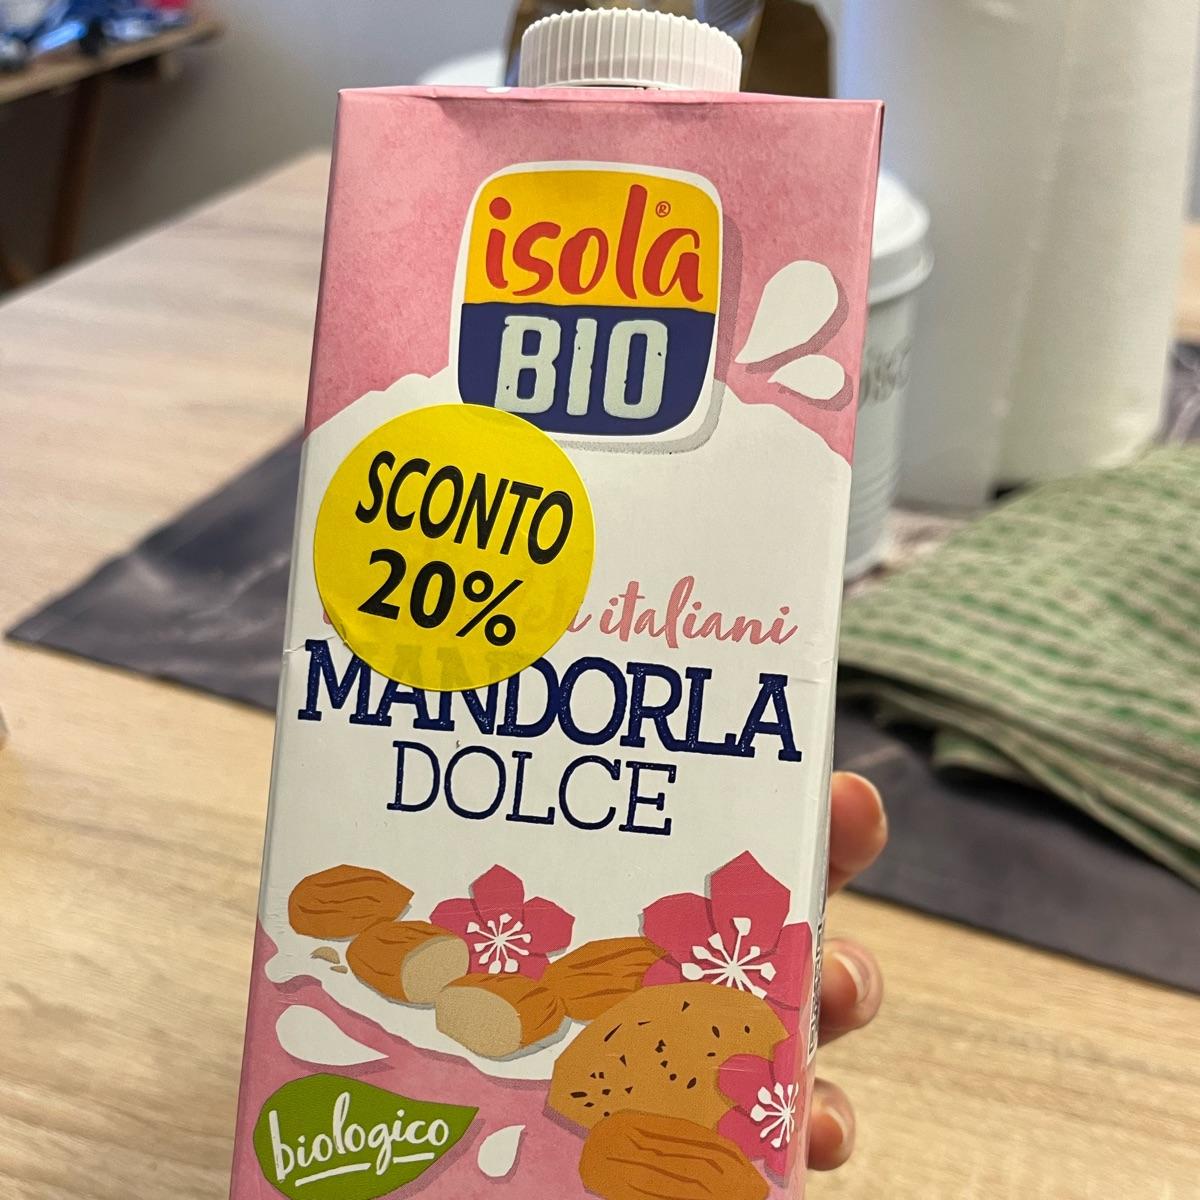 isola®
BIO
SCONTO
20%
italiani
MANDORLA
DOLCE
biologico